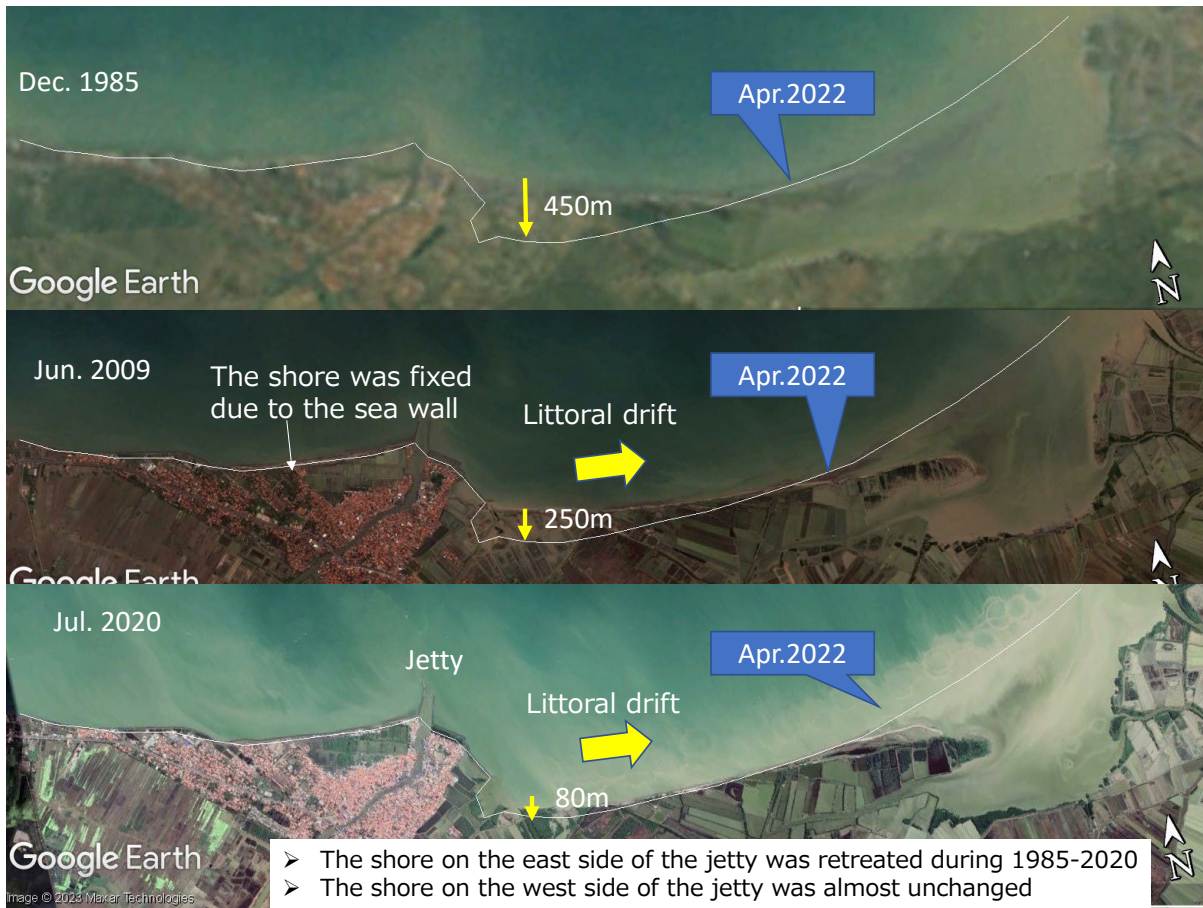 Dec. 1985
Apr.2022
450m
Google Earth
N
Jun. 2009
The shore was fixed
due to the sea wall
Apr.2022
Littoral drift
250m
Google Earth
N
Jul. 2020
Jetty
Apr.2022
Littoral drift
80m
Google Earth
N
Image © 2023 Maxar Technologies
➢ The shore on the east side of the jetty was retreated during 1985-2020
➢ The shore on the west side of the jetty was almost unchanged